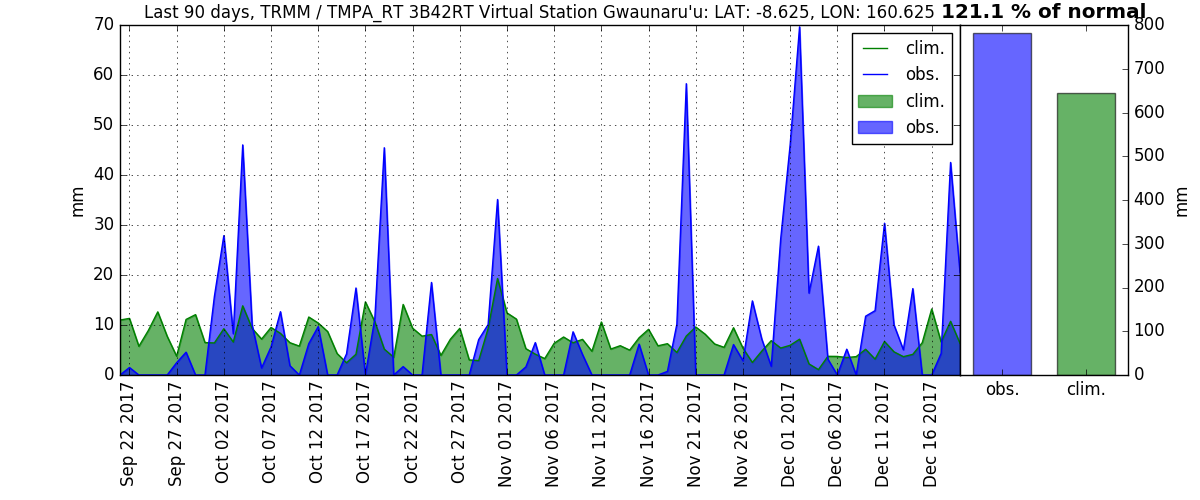 Last 90 days, TRMM / TMPA_RT 3B42RT Virtual Station Gwaunaru'u: LAT: -8.625, LON: 160.625 121.1 % of normal
70
60
50
40
30
20
10
0
mm
clim.
obs.
clim.
obs.
800
700
600
500
400
300
200
100
0
mm
obs.
clim.
Sep 22 2017
Sep 27 2017
Oct 02 2017
Oct 07 2017
Oct 12 2017
Oct 17 2017
Oct 22 2017
Oct 27 2017
Nov 01 2017
Nov 06 2017
Nov 11 2017
Nov 16 2017
Nov 21 2017
Nov 26 2017
Dec 01 2017
Dec 06 2017
Dec 11 2017
Dec 16 2017